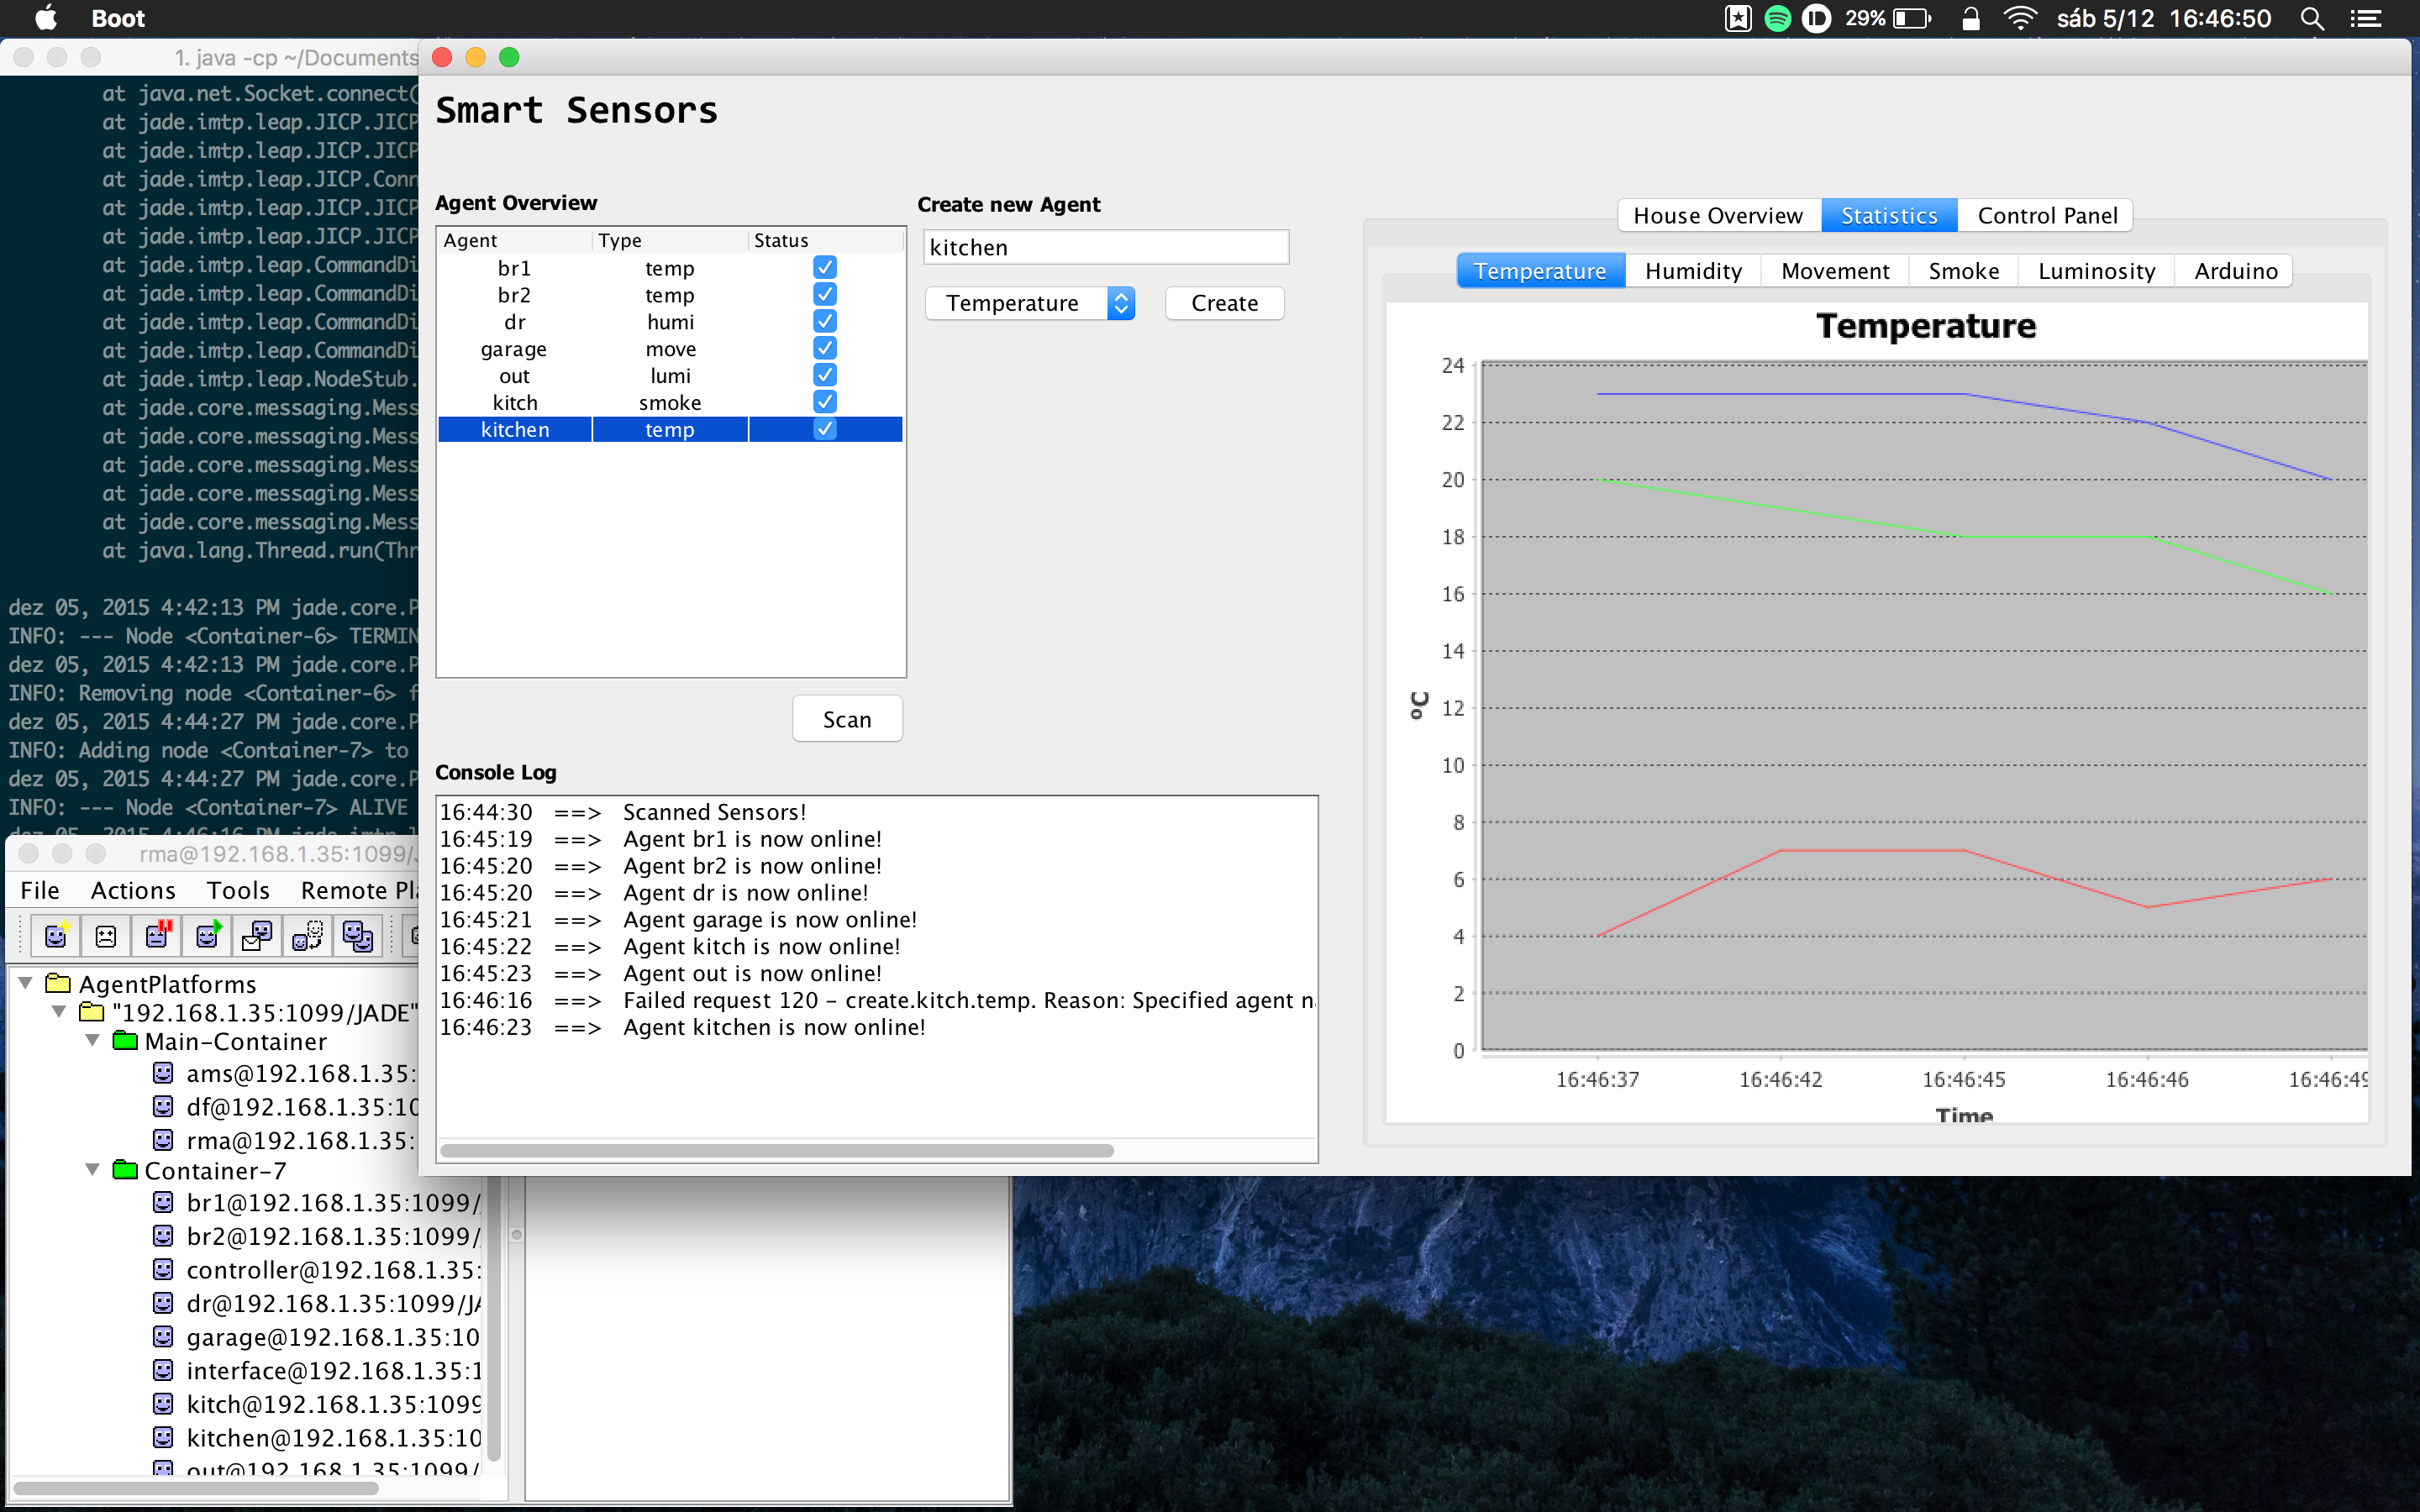 Boot
29%
sáb 5/12 16:46:50
1. java -cp ~/Documents
at java.net.Socket.connect(
at jade.imtp.leap.JICP.JICP
at jade.imtp.leap.JICP.JICP
at jade.imtp.leap.JICP.Conn
at jade.imtp.leap.JICP.JICP
at jade.imtp.leap.JICP.JICP
at jade.imtp.leap.CommandDi
at jade.imtp.leap.CommandDi
at jade.imtp.leap.CommandDi
at jade.imtp.leap.CommandDi
at jade.imtp.leap.NodeStub.
at jade.core.messaging.Mess
at jade.core.messaging.Mess
at jade.core.messaging.Mess
at jade.core.messaging.Mess
at jade.core.messaging.Mess
at java.lang.Thread.run(Thr
dez 05, 2015 4:42:13 PM jade.core.P
INFO: --- Node <Container-6> TERMIN
dez 05, 2015 4:42:13 PM jade.core.P
INFO: Removing node <Container-6> f
dez 05, 2015 4:44:27 PM jade.core.P
INFO: Adding node <Container-7> to
dez 05, 2015 4:44:27 PM jade.core.P
INFO: --- Node <Container-7> ALIVE
dez 05, 2015 4:46:16 PM jade.imtp.l
rma@192.168.1.35:1099/J
File Actions Tools Remote Pla
AgentPlatforms
"192.168.1.35:1099/JADE"
Main-Container
ams@192.168.1.35:
df@192.168.1.35:10
rma@192.168.1.35:
Container-7
br1@192.168.1.35:1099/
br2@192.168.1.35:1099/
controller@192.168.1.35:
dr@192.168.1.35:1099/JA
garage@192.168.1.35:10
interface@192.168.1.35:1
kitch@192.168.1.35:1099
kitchen@192.168.1.35:10
out@192.168.1.35:1099/
Smart Sensors
Agent Overview
Agent Type Status
br1 temp
br2 temp
dr humi
garage move
out lumi
kitch smoke
kitchen temp
Scan
Create new Agent
kitchen
Temperature Create
Console Log
16:44:30 ==> Scanned Sensors!
16:45:19 ==> Agent br1 is now online!
16:45:20 ==> Agent br2 is now online!
16:45:20 ==> Agent dr is now online!
16:45:21 ==> Agent garage is now online!
16:45:22 ==> Agent kitch is now online!
16:45:23 ==> Agent out is now online!
16:46:16 ==> Failed request 120 - create.kitch.temp. Reason: Specified agent n
16:46:23 ==> Agent kitchen is now online!
House Overview Statistics Control Panel
Temperature Humidity Movement Smoke Luminosity Arduino
Temperature
24
22
20
18
16
14
12
10
8
6
4
2
0
ºC
16:46:37 16:46:42 16:46:45 16:46:46 16:46:49
Time